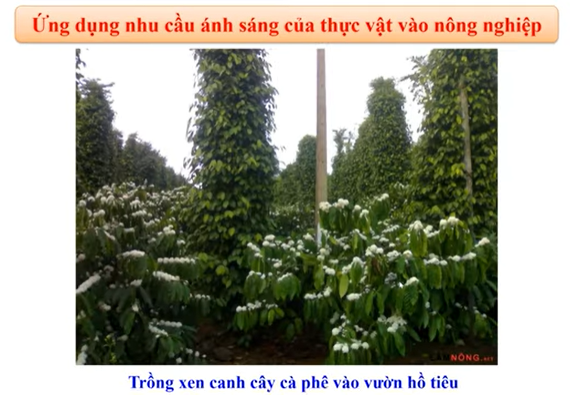 Ứng dụng nhu cầu ánh sáng của thực vật vào nông nghiệp
NÔNG
Trồng xen canh cây cà phê vào vườn hồ tiêu